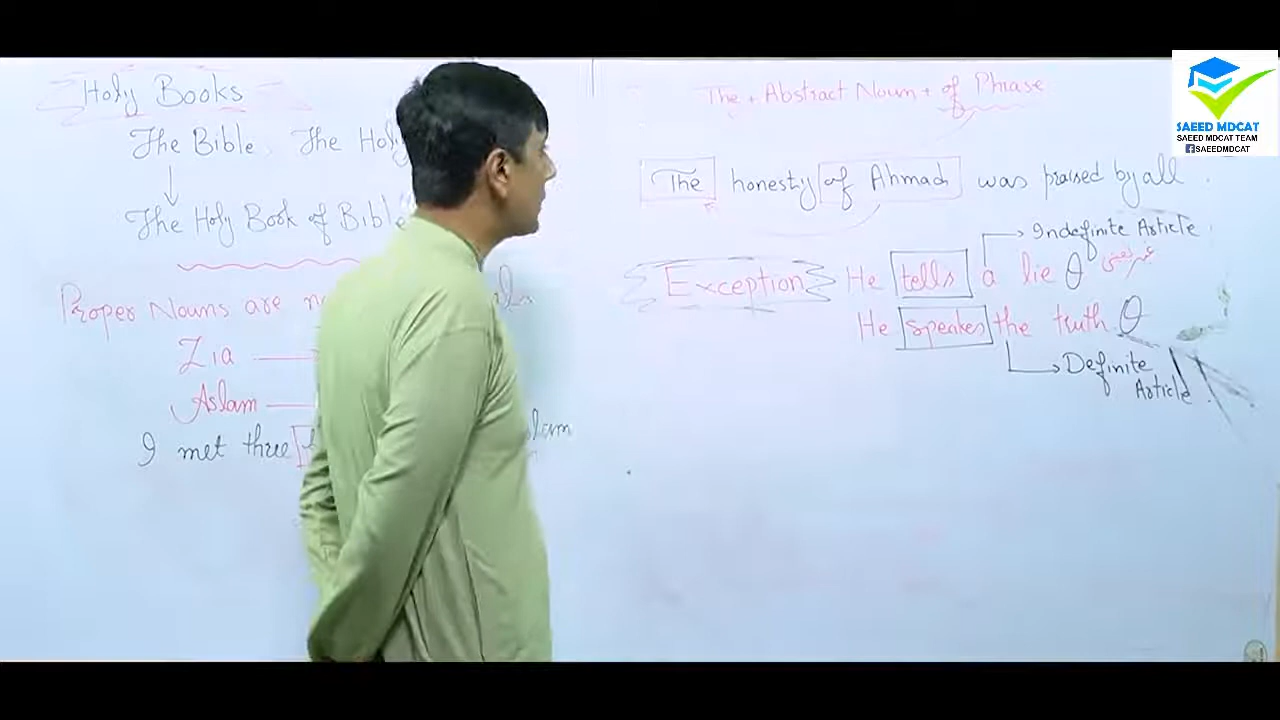 Holy Books
The Bible, The Holy
The Holy Book of Bible
Proper Nouns are
Zia
Aslam
I met three
The + Abstract Noun + of Phrase
The honesty of Ahmad was praised by all.
Indefinite Article
Exception He tells a lie θ
He speakes the truth. θ
Definite
Article.
SAEED MDCAT
SAEED MDCAT TEAM
SAEEDMDCAT